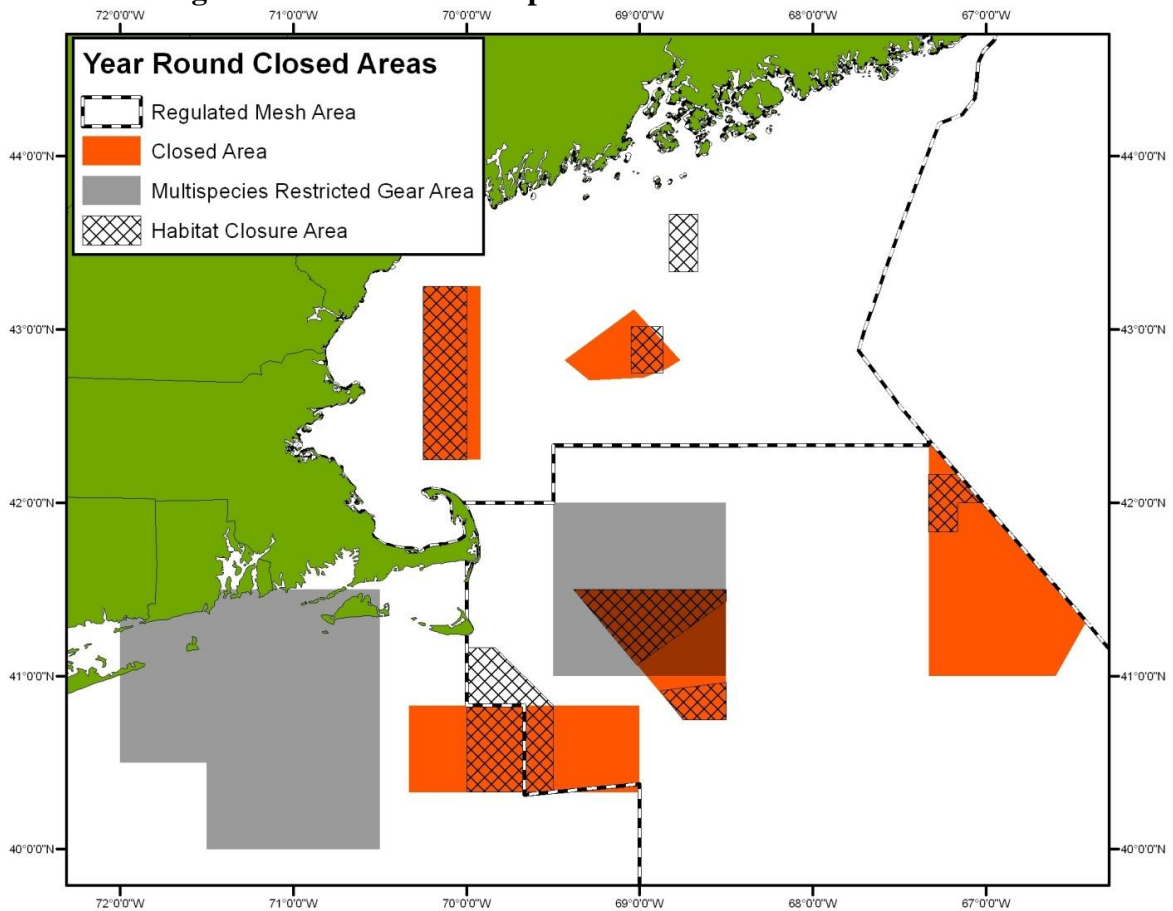 72°0'0"W 71°0'0"W 70°0'0"W 69°0'0"W 68°0'0"W 67°0'0"W
Year Round Closed Areas
Regulated Mesh Area
Closed Area
44°0'0"N 44°0'0"N
Multispecies Restricted Gear Area
Habitat Closure Area
43°0'0"N 43°0'0"N
42°0'0"N 42°0'0"N
41°0'0"N 41°0'0"N
40°0'0"N 40°0'0"N
72°0'0"W 71°0'0"W 70°0'0"W 69°0'0"W 68°0'0"W 67°0'0"W